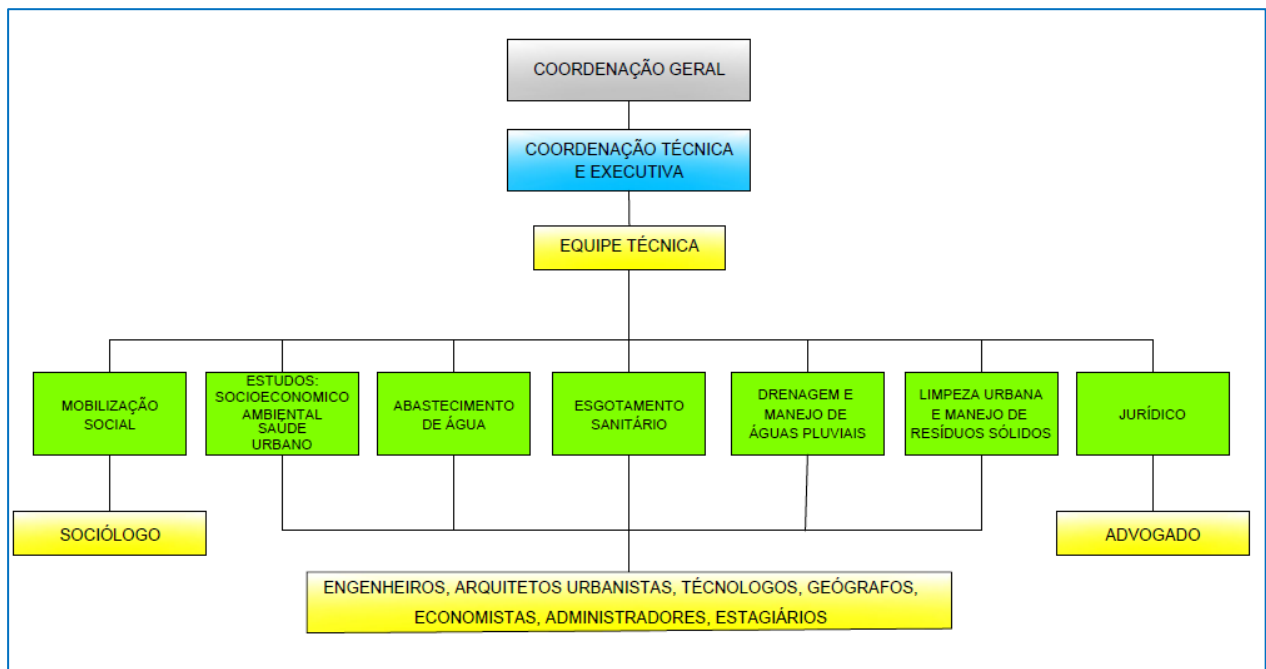 COORDENAÇÃO GERAL
COORDENAÇÃO TÉCNICA
E EXECUTIVA
EQUIPE TÉCNICA
MOBILIZAÇÃO
SOCIAL
ESTUDOS:
SOCIOECONOMICO
AMBIENTAL
SAÚDE
URBANO
ABASTECIMENTO
DE ÁGUA
ESGOTAMENTO
SANITÁRIO
DRENAGEM E
MANEJO DE
ÁGUAS PLUVIAIS
LIMPEZA URBANA
E MANEJO DE
RESÍDUOS SÓLIDOS
JURÍDICO
SOCIÓLOGO
ADVOGADO
ENGENHEIROS, ARQUITETOS URBANISTAS, TÉCNOLOGOS, GEÓGRAFOS,
ECONOMISTAS, ADMINISTRADORES, ESTAGIÁRIOS